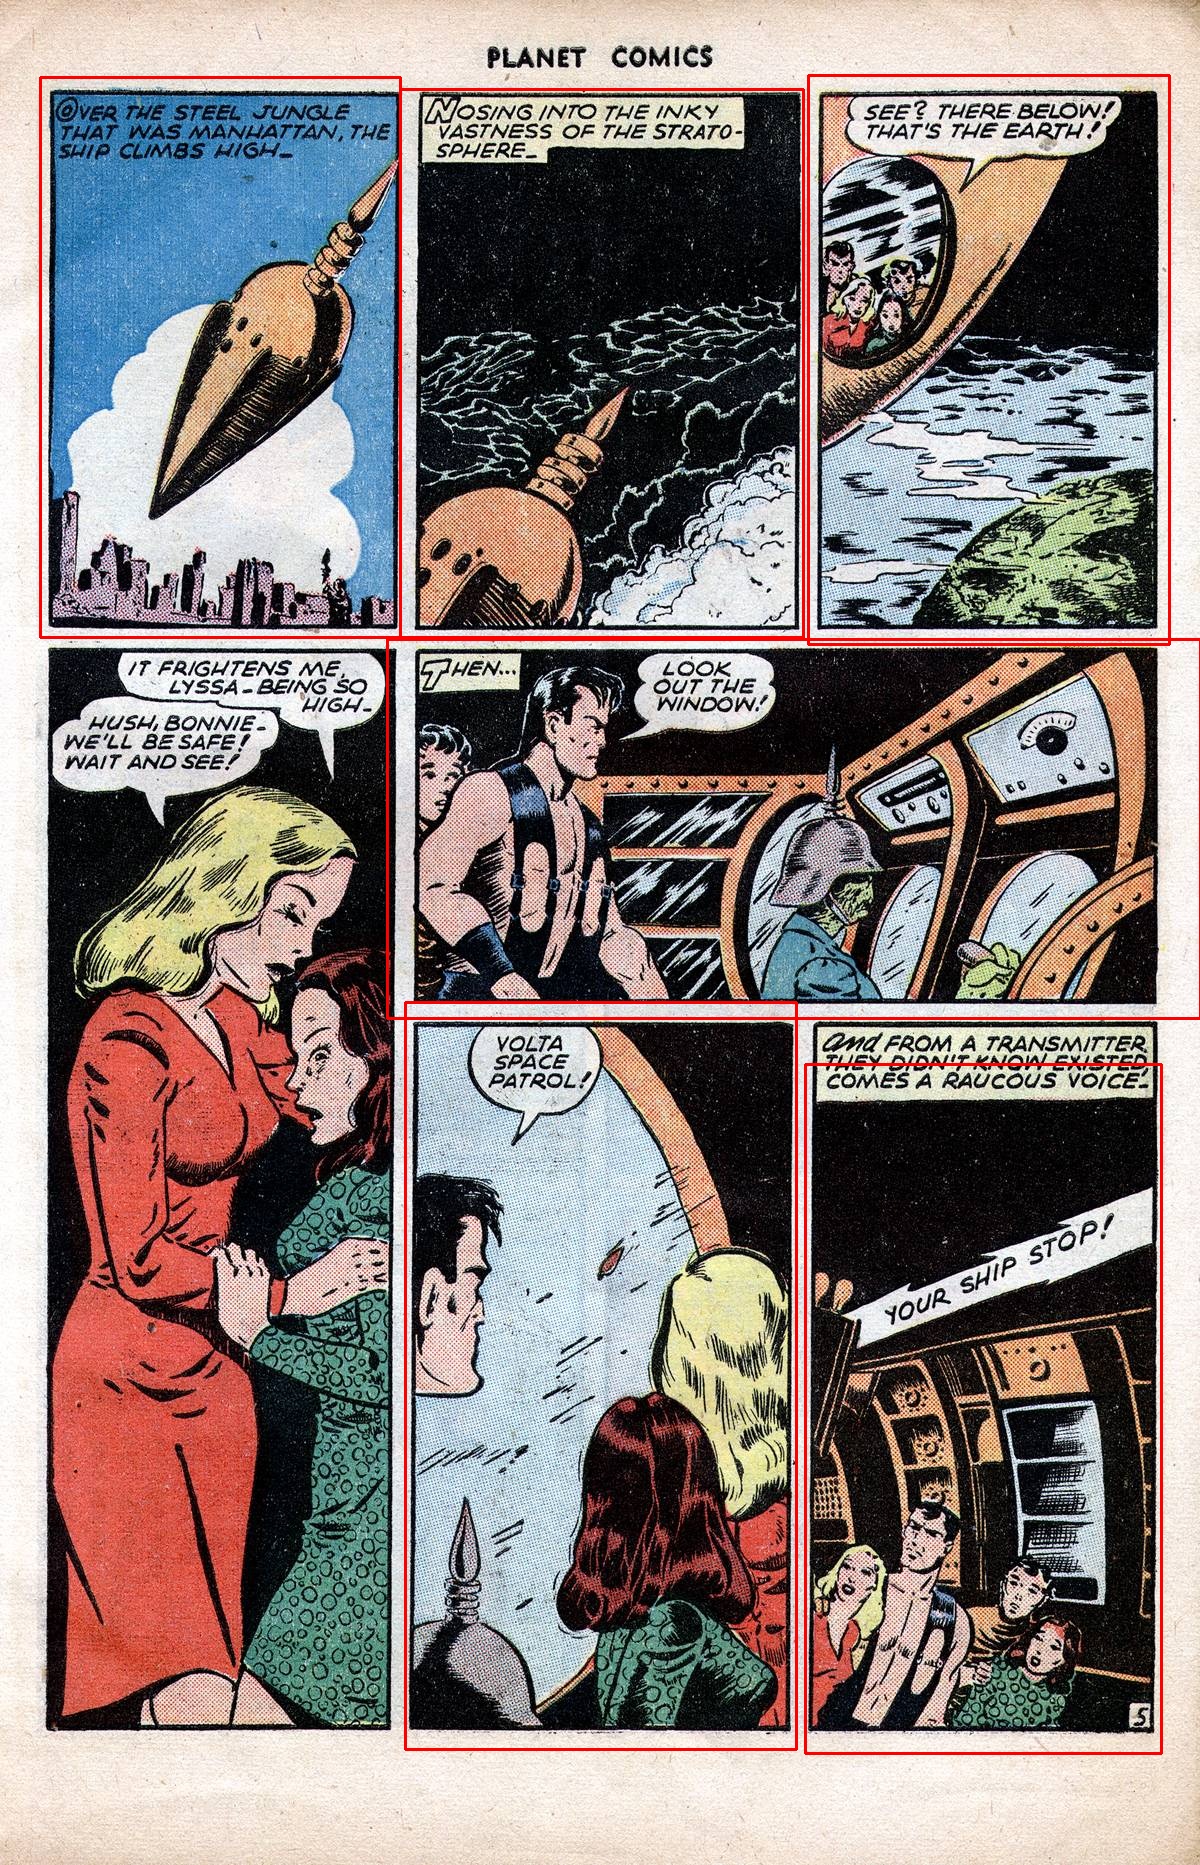 PLANET COMICS
OVER THE STEEL JUNGLE
THAT WAS MANHATTAN, THE
SHIP CLIMBS HIGH_
NOSING INTO THE INKY
VASTNESS OF THE STRATO-
SPHERE_
SEE? THERE BELOW!
THAT'S THE EARTH!
IT FRIGHTENS ME,
LYSSA-BEING SO
HIGH-
HUSH, BONNIE-
WE'LL BE SAFE!
WAIT AND SEE!
THEN...
LOOK
OUT THE
WINDOW!
VOLTA
SPACE
PATROL!
and FROM A TRANSMITTER
THEY DIDN'T KNOW EXISTED,
COMES A RAUCOUS VOICE_
YOUR SHIP STOP!
5